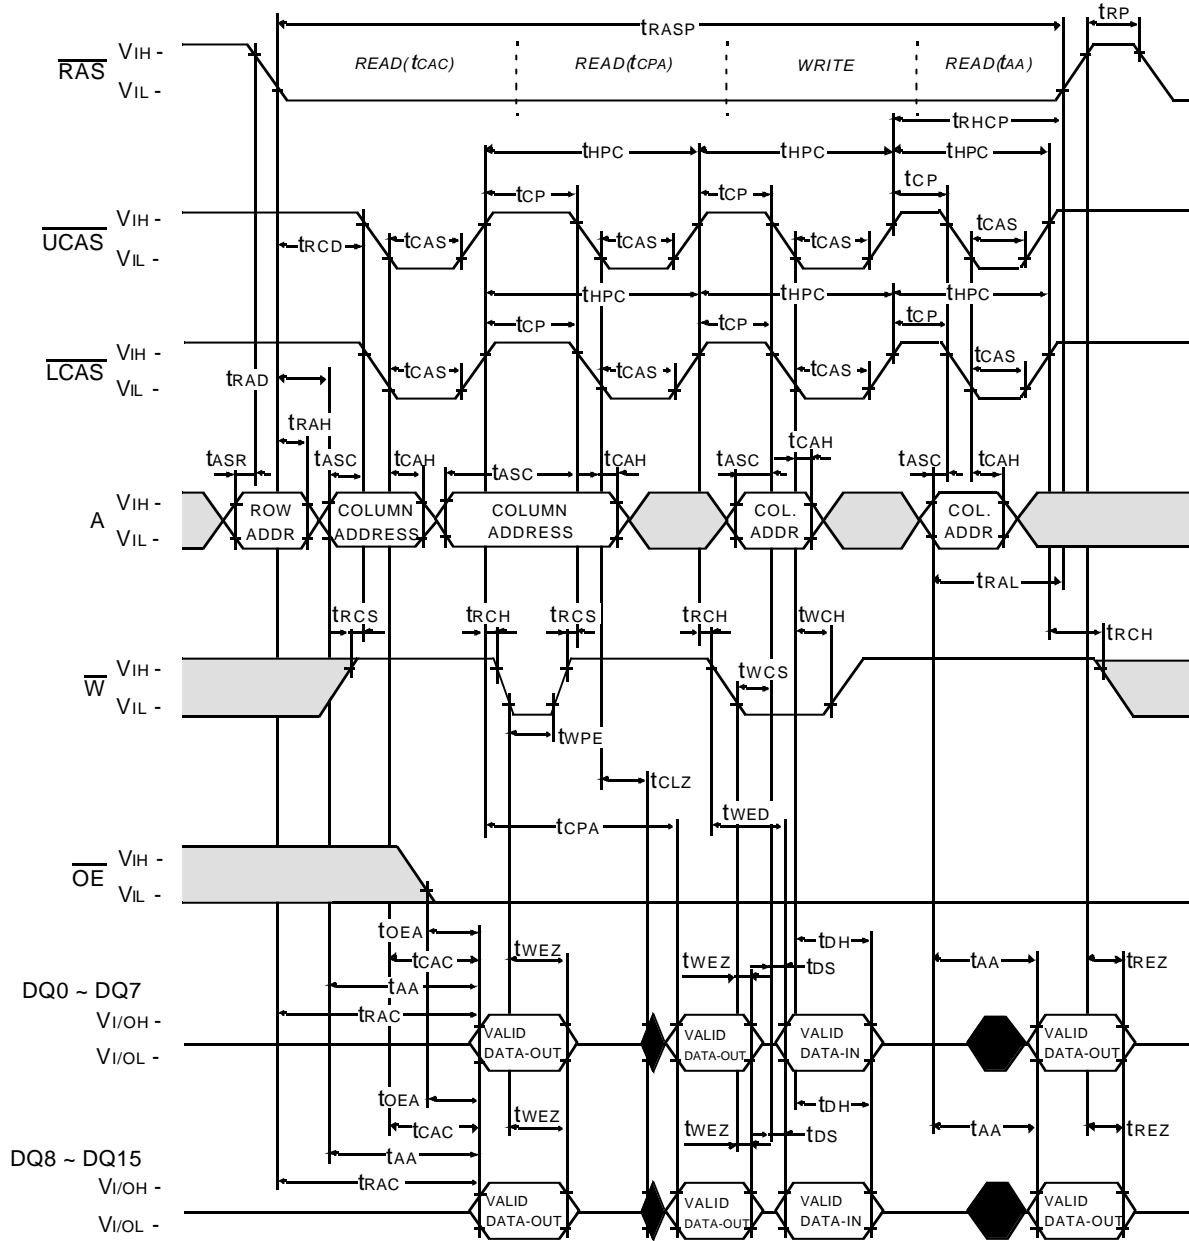 tRASP tRP
RAS VIH - READ(tCAC) READ(tCPA) WRITE READ(tAA)
VIL -
tRHCP
tHPC tHPC tHPC
tCP tCP tCP
UCAS VIH -
tRCD tCAS tCAS tCAS tCAS
VIL -
tHPC tHPC tHPC
tCP tCP tCP
LCAS VIH -
tCAS tCAS tCAS tCAS
VIL -
tRAD
tRAH
tASR tASC tCAH tASC tCAH tASC tCAH tASC tCAH
A VIH - ROW COLUMN COLUMN COL. COL.
VIL - ADDR ADDRESS ADDRESS ADDR ADDR
tRAL
tRCS tRCH tRCS tRCH tWCH tRCH
W VIH -
tWCS
VIL -
tWPE
tCLZ
tWED
tCPA
OE VIH -
VIL -
tOEA
tCAC tWEZ tWEZ tDH tDS tAA tREZ
tAA
DQ0 ~ DQ7
tRAC
VI/OH - VALID VALID VALID VALID
VI/OL - DATA-OUT DATA-OUT DATA-IN DATA-OUT
tOEA
tCAC tWEZ tWEZ tDH tDS tAA tREZ
tAA
DQ8 ~ DQ15
tRAC
VI/OH - VALID VALID VALID VALID
VI/OL - DATA-OUT DATA-OUT DATA-IN DATA-OUT